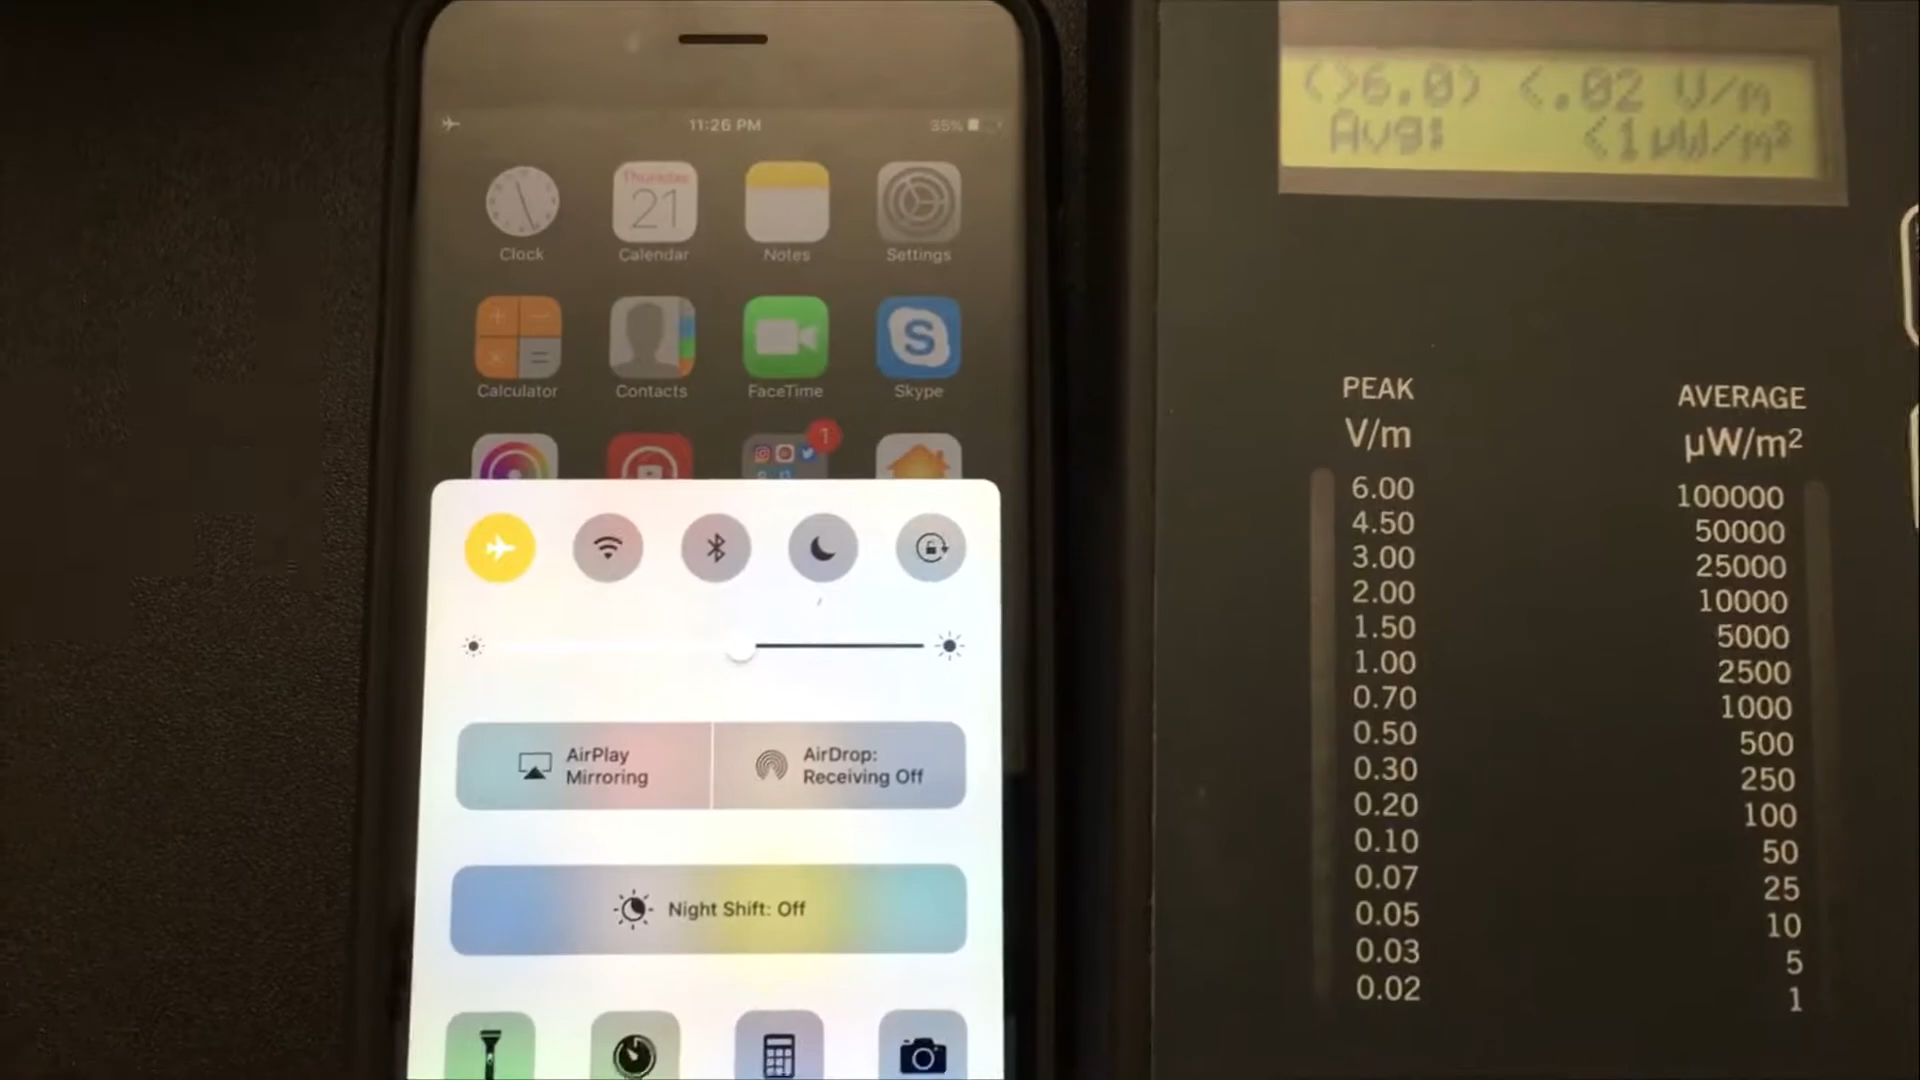 11:26 PM
35%
Thursday
21
Clock
Calendar
Notes
Settings
Calculator
Contacts
FaceTime
S
Skype
1
AirPlay
Mirroring
AirDrop:
Receiving Off
Night Shift: Off
(>6.0) <.02 V/m
Avg: <1µW/m²
PEAK
V/m
6.00
4.50
3.00
2.00
1.50
1.00
0.70
0.50
0.30
0.20
0.10
0.07
0.05
0.03
0.02
AVERAGE
µW/m²
100000
50000
25000
10000
5000
2500
1000
500
250
100
50
25
10
5
1